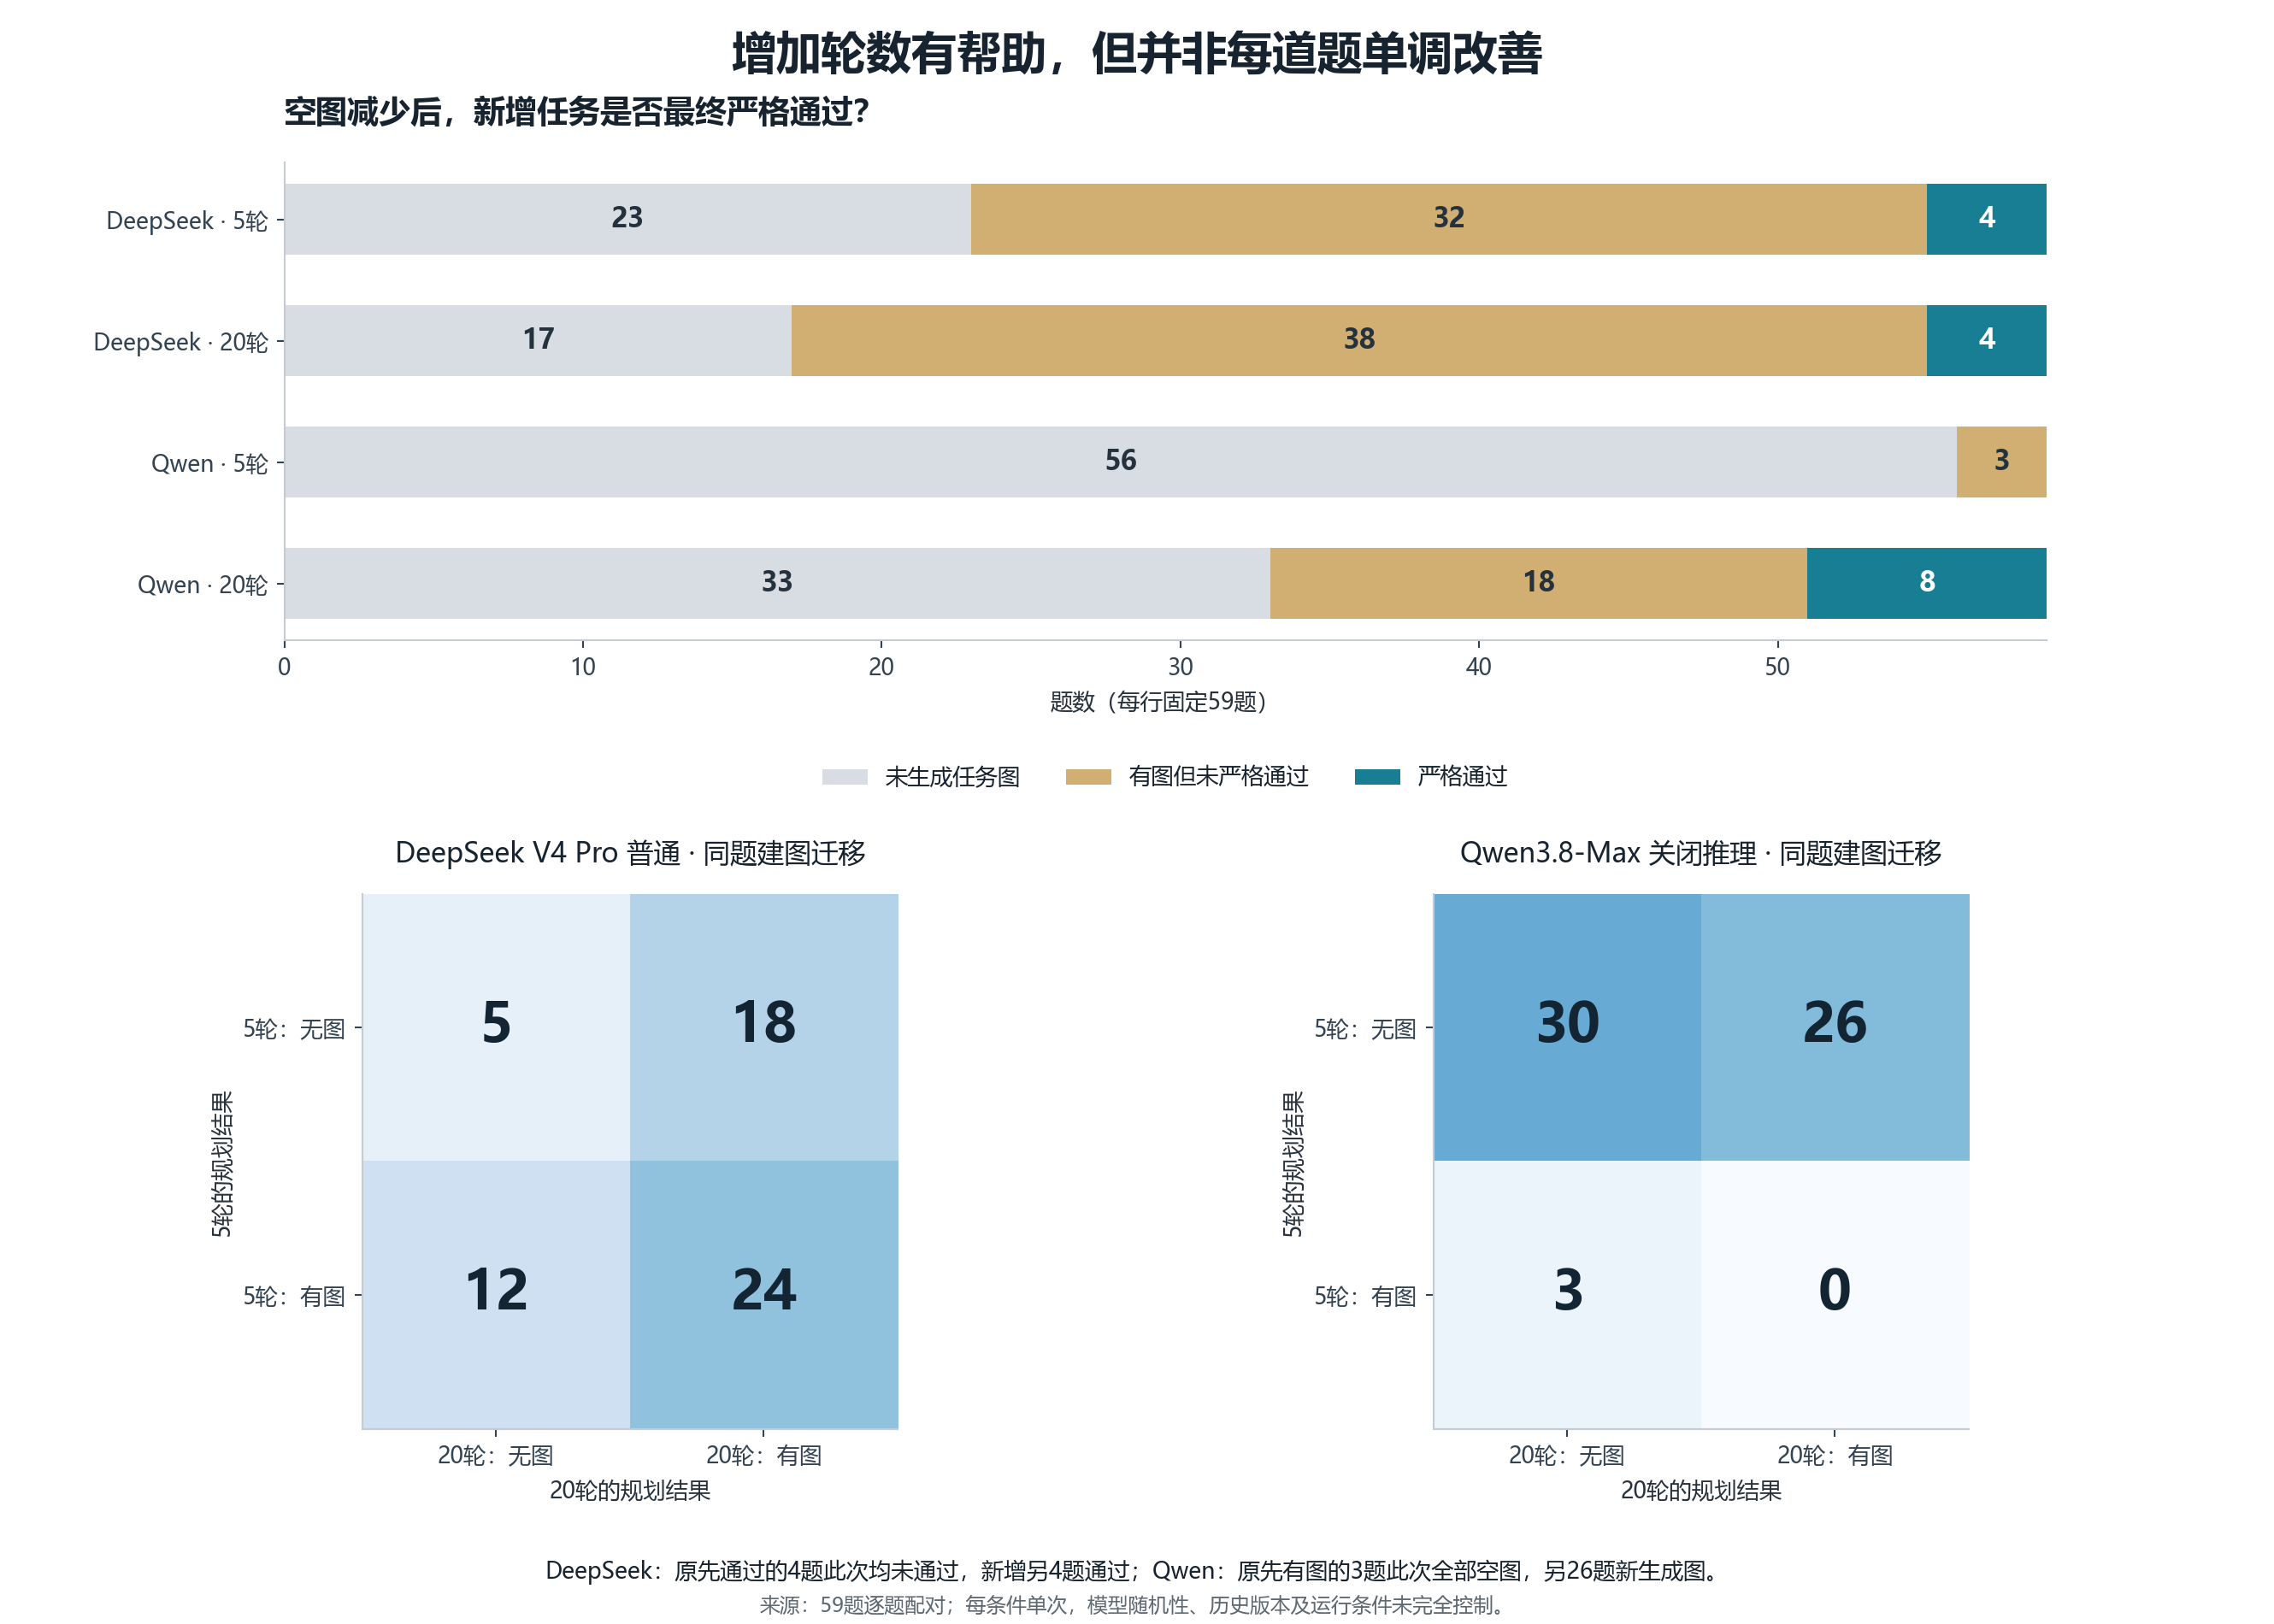 增加轮数有帮助，但并非每道题单调改善
空图减少后，新增任务是否最终严格通过？
DeepSeek · 5轮
23
32
4
DeepSeek · 20轮
17
38
4
Qwen · 5轮
56
3
Qwen · 20轮
33
18
8
0 10 20 30 40 50
题数（每行固定59题）
未生成任务图 有图但未严格通过 严格通过
DeepSeek V4 Pro 普通 · 同题建图迁移
5轮的规划结果
5轮：无图
5 18
5轮：有图
12 24
20轮：无图 20轮：有图
20轮的规划结果
Qwen3.8-Max 关闭推理 · 同题建图迁移
5轮的规划结果
5轮：无图
30 26
5轮：有图
3 0
20轮：无图 20轮：有图
20轮的规划结果
DeepSeek：原先通过的4题此次均未通过，新增另4题通过；Qwen：原先有图的3题此次全部空图，另26题新生成图。
来源：59题逐题配对；每条件单次，模型随机性、历史版本及运行条件未完全控制。